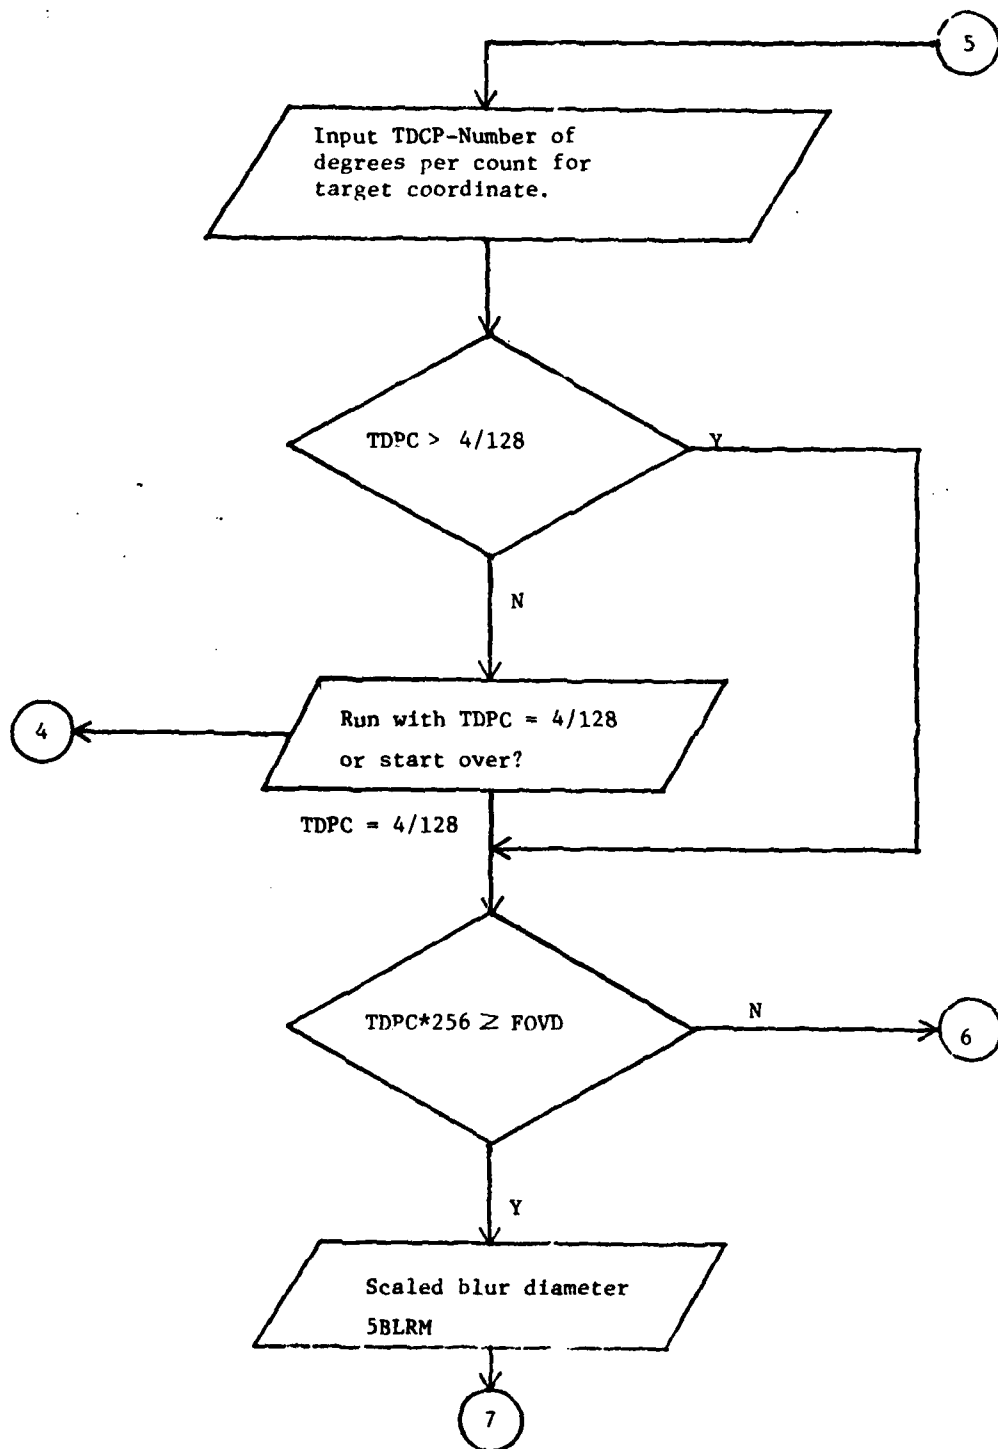 5
Input TDCP-Number of
degrees per count for
target coordinate.
TDPC > 4/128
Y
N
Run with TDPC = 4/128
or start over?
4
TDPC = 4/128
TDPC*256 ≥ FOVD
N
6
Y
Scaled blur diameter
5BLRM
7